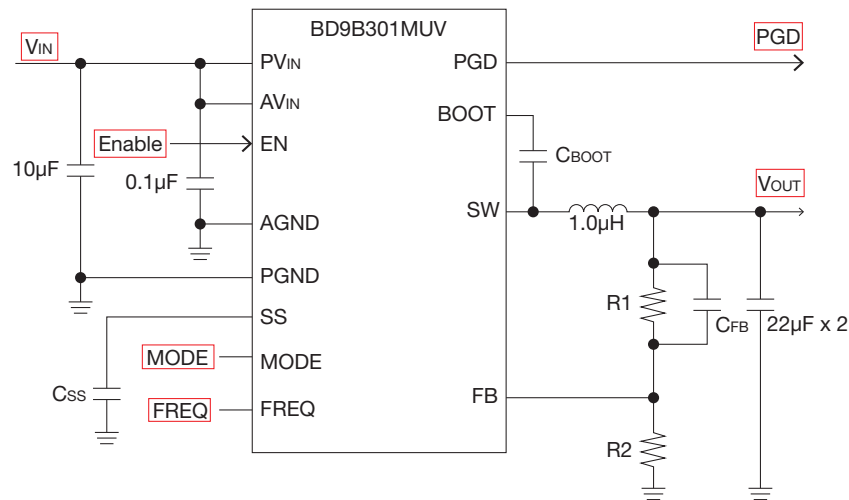 BD9B301MUV
VIN
PVIN
PGD
PGD
AVIN
BOOT
Enable
EN
CBOOT
10µF
0.1µF
VOUT
SW
AGND
1.0µH
PGND
R1
CFB
22µF x 2
SS
MODE
MODE
CSS
FREQ
FREQ
FB
R2